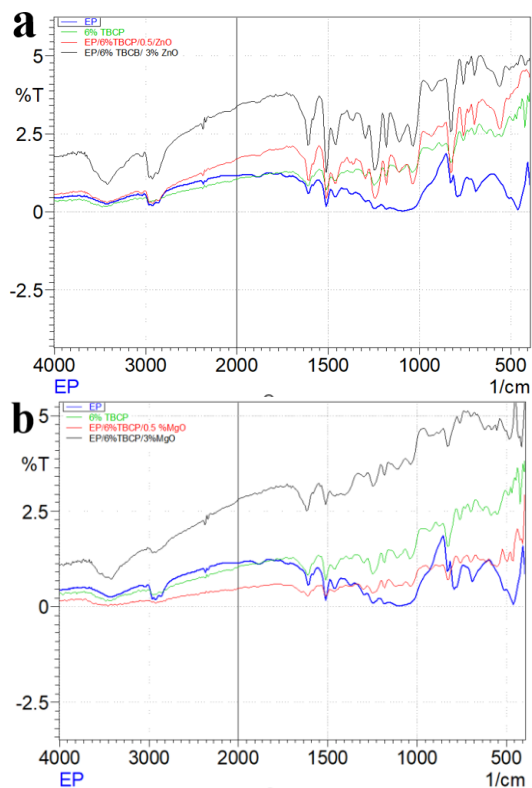 a
EP
6% TBCP
EP/6%TBCP/0.5/ZnO
EP/6% TBCB/ 3% ZnO
5
%T
2.5
0
-2.5
4000 3000 2000 1500 1000 500
EP 1/cm
b
EP
6% TBCP
EP/6%TBCP/0.5 %MgO
EP/6%TBCP/3%MgO
5
%T
2.5
0
-2.5
4000 3000 2000 1500 1000 500
EP 1/cm